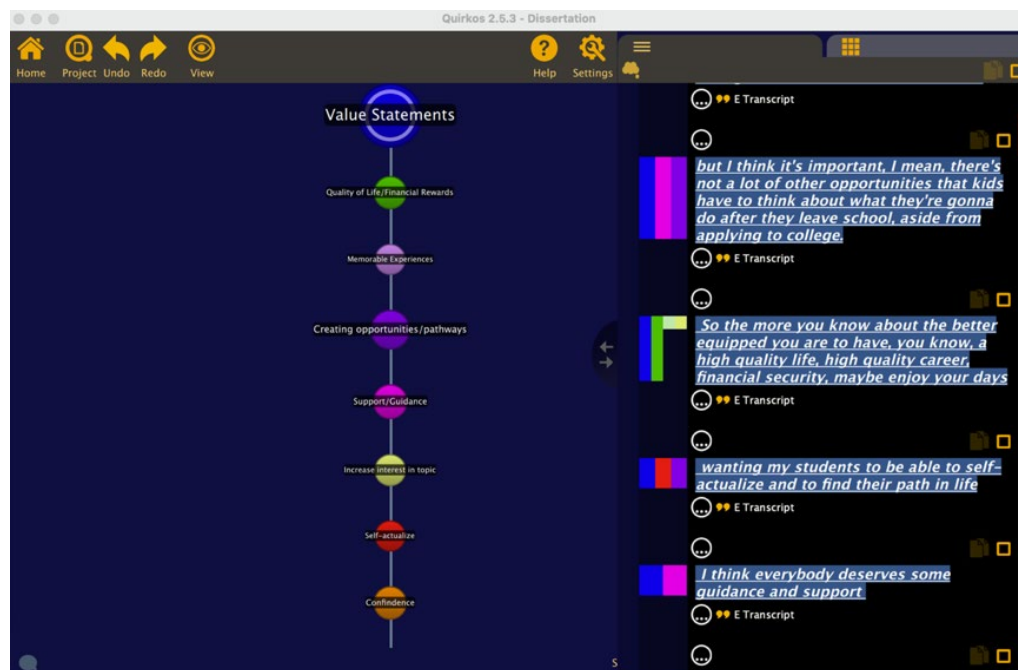 Quirkos 2.5.3 - Dissertation
Home Project Undo Redo View Help Settings
Value Statements
Quality of Life/Financial Rewards
Memorable Experiences
Creating opportunities/pathways
Support/Guidance
Increase interest in topic
Self-actualize
Confindence
S
E Transcript
but I think it's important, I mean, there's
not a lot of other opportunities that kids
have to think about what they're gonna
do after they leave school, aside from
applying to college.
E Transcript
So the more you know about the better
equipped you are to have, you know, a
high quality life, high quality career,
financial security, maybe enjoy your days
E Transcript
wanting my students to be able to self-
actualize and to find their path in life
E Transcript
I think everybody deserves some
guidance and support
E Transcript